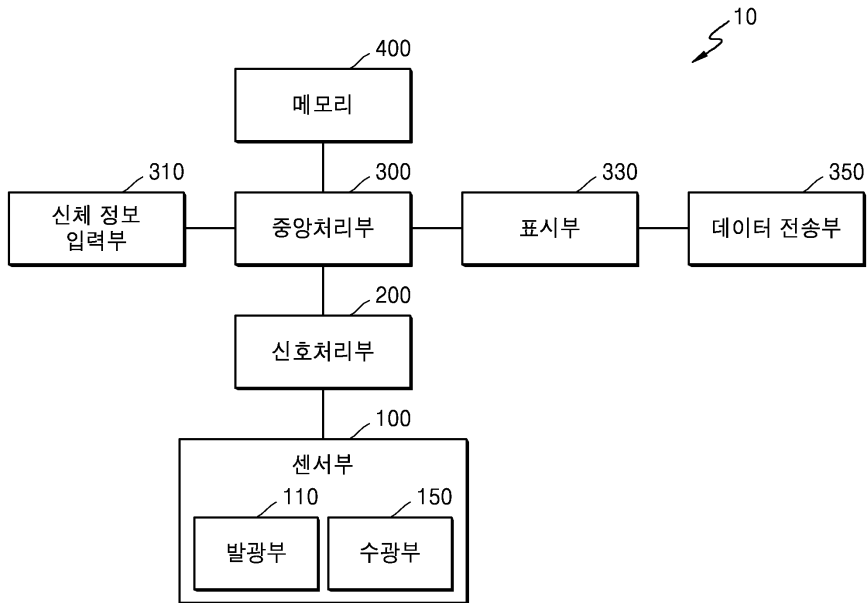 10
400
메모리
310
신체 정보
입력부
300
중앙처리부
330
표시부
350
데이터 전송부
200
신호처리부
100
센서부
110
발광부
150
수광부